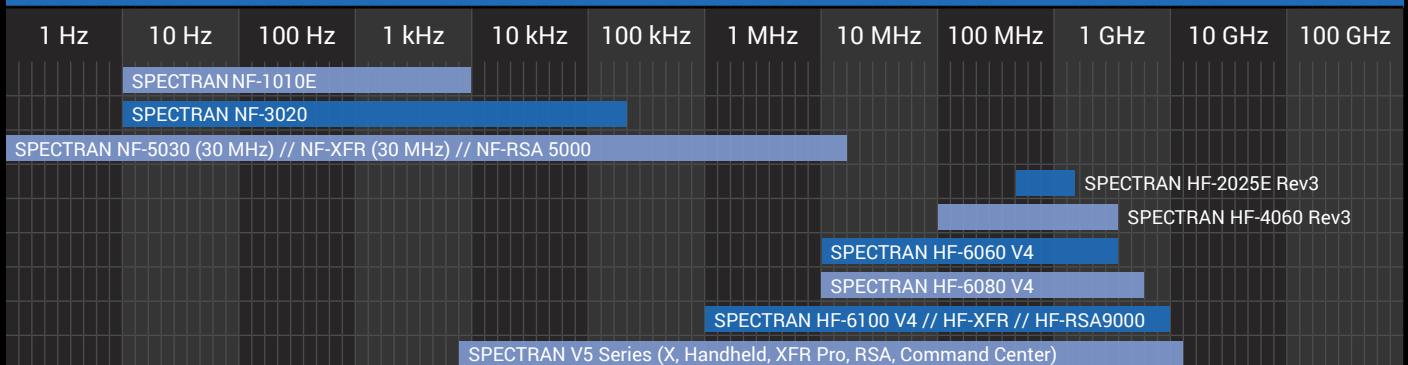 1 Hz 10 Hz 100 Hz 1 kHz 10 kHz 100 kHz 1 MHz 10 MHz 100 MHz 1 GHz 10 GHz 100 GHz
SPECTRAN NF-1010E
SPECTRAN NF-3020
SPECTRAN NF-5030 (30 MHz) // NF-XFR (30 MHz) // NF-RSA 5000
SPECTRAN HF-2025E Rev3
SPECTRAN HF-4060 Rev3
SPECTRAN HF-6060 V4
SPECTRAN HF-6080 V4
SPECTRAN HF-6100 V4 // HF-XFR // HF-RSA9000
SPECTRAN V5 Series (X, Handheld, XFR Pro, RSA, Command Center)